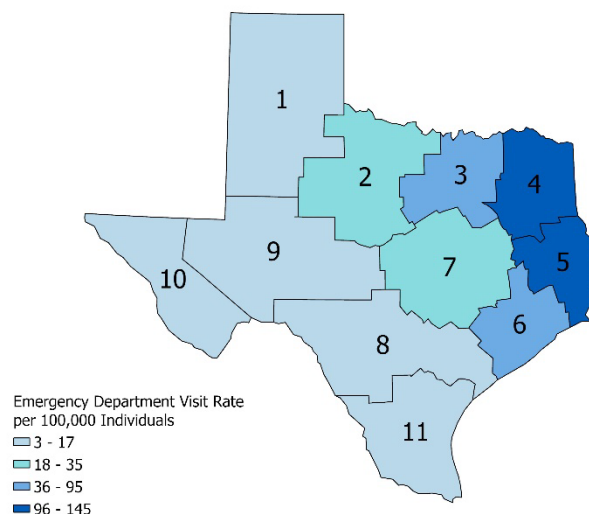 1
2
3
4
9
10
7
5
6
8
11
Emergency Department Visit Rate
per 100,000 Individuals
3 - 17
18 - 35
36 - 95
96 - 145